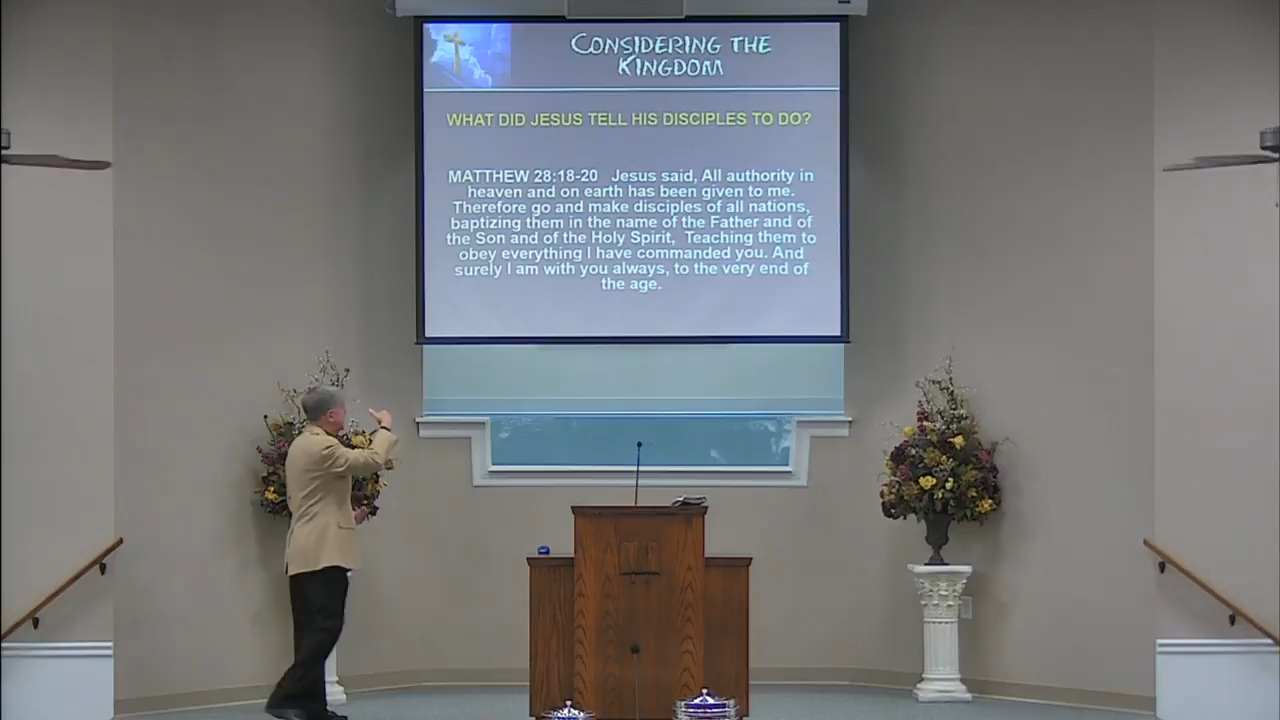 CONSIDERING THE
KINGDOM
WHAT DID JESUS TELL HIS DISCIPLES TO DO?
MATTHEW 28:18-20 Jesus said, All authority in
heaven and on earth has been given to me.
Therefore go and make disciples of all nations,
baptizing them in the name of the Father and of
the Son and of the Holy Spirit, Teaching them to
obey everything I have commanded you. And
surely I am with you always, to the very end of
the age.